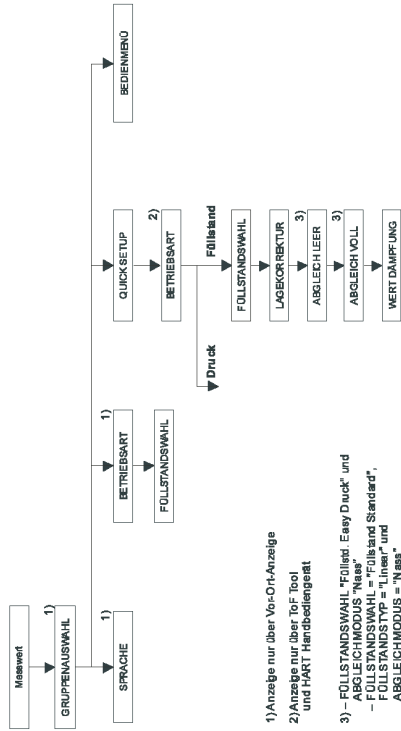 Messwert
GRUPPENAUSWAHL
1)
SPRACHE
1)
BETRIEBSART
1)
FÜLLSTANDSWAHL
QUICK SETUP
BETRIEBSART
2)
Druck
Füllstand
FÜLLSTANDSWAHL
LAGEKORREKTUR
ABGLEICH LEER
3)
ABGLEICH VOLL
3)
WERT DÄMPFUNG
BEDIENMENÜ
1) Anzeige nur über Vor-Ort-Anzeige
2) Anzeige nur über ToF Tool
und HART Handbediengerät
3) – FÜLLSTANDSWAHL "Füllstd. Easy Druck" und
ABGLEICHMODUS "Nass"
– FÜLLSTANDSWAHL = "Füllstand Standard",
FÜLLSTANDSTYP = "Linear" und
ABGLEICHMODUS = "Nass"